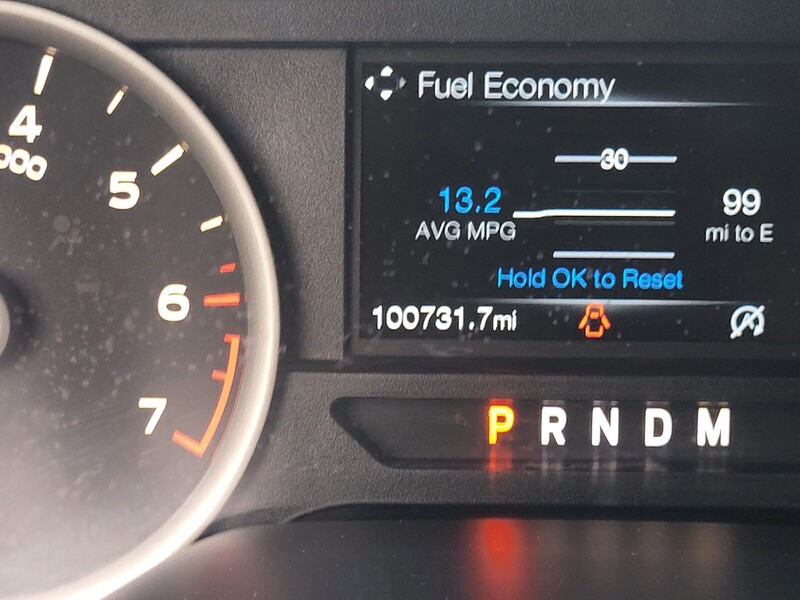 4
000
5
6
7
Fuel Economy
30
13.2
AVG MPG
99
mi to E
Hold OK to Reset
100731.7mi
P R N D M